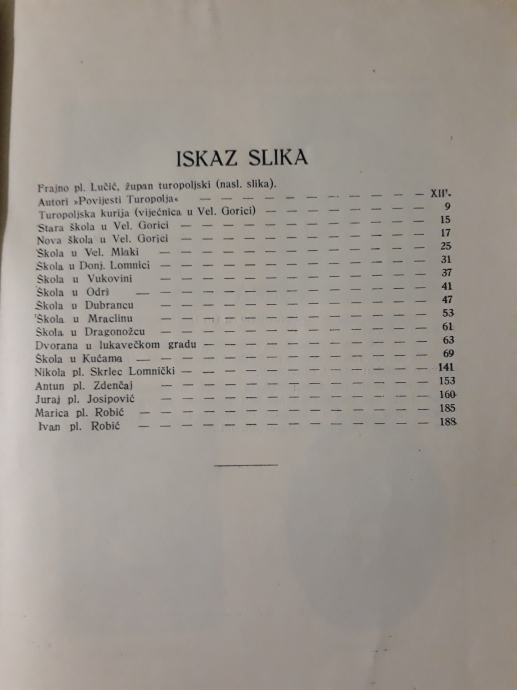 ISKAZ SLIKA
Frajno pl. Lučić, župan turopoljski (nasl. slika).
Autori »Povijesti Turopolja« — — — — — — — — — XII'.
Turopoljska kurija (viječnica u Vel. Gorici) — — — — — — — 9
Stara škola u Vel. Gorici — — — — — — — — — — 15
Nova škola u Vel. Gorici — — — — — — — — — — 17
Škola u Vel. Mlaki — — — — — — — — — — — 25
Škola u Donj. Lomnici — — — — — — — — — — — 31
Škola u Vukovini — — — — — — — — — — — 37
Škola u Odri — — — — — — — — — — — — 41
Škola u Dubrancu — — — — — — — — — — — 47
Škola u Mraclinu — — — — — — — — — — — 53
Škola u Dragonožcu — — — — — — — — — — — 61
Dvorana u lukavečkom gradu — — — — — — — — — 63
Škola u Kučama — — — — — — — — — — — — 69
Nikola pl. Skrlec Lomnički — — — — — — — — — — 141
Antun pl. Zdenčaj — — — — — — — — — — — 153
Juraj pl. Josipović — — — — — — — — — — — 160
Marica pl. Robić — — — — — — — — — — — — 185
Ivan pl. Robić — — — — — — — — — — — — 188